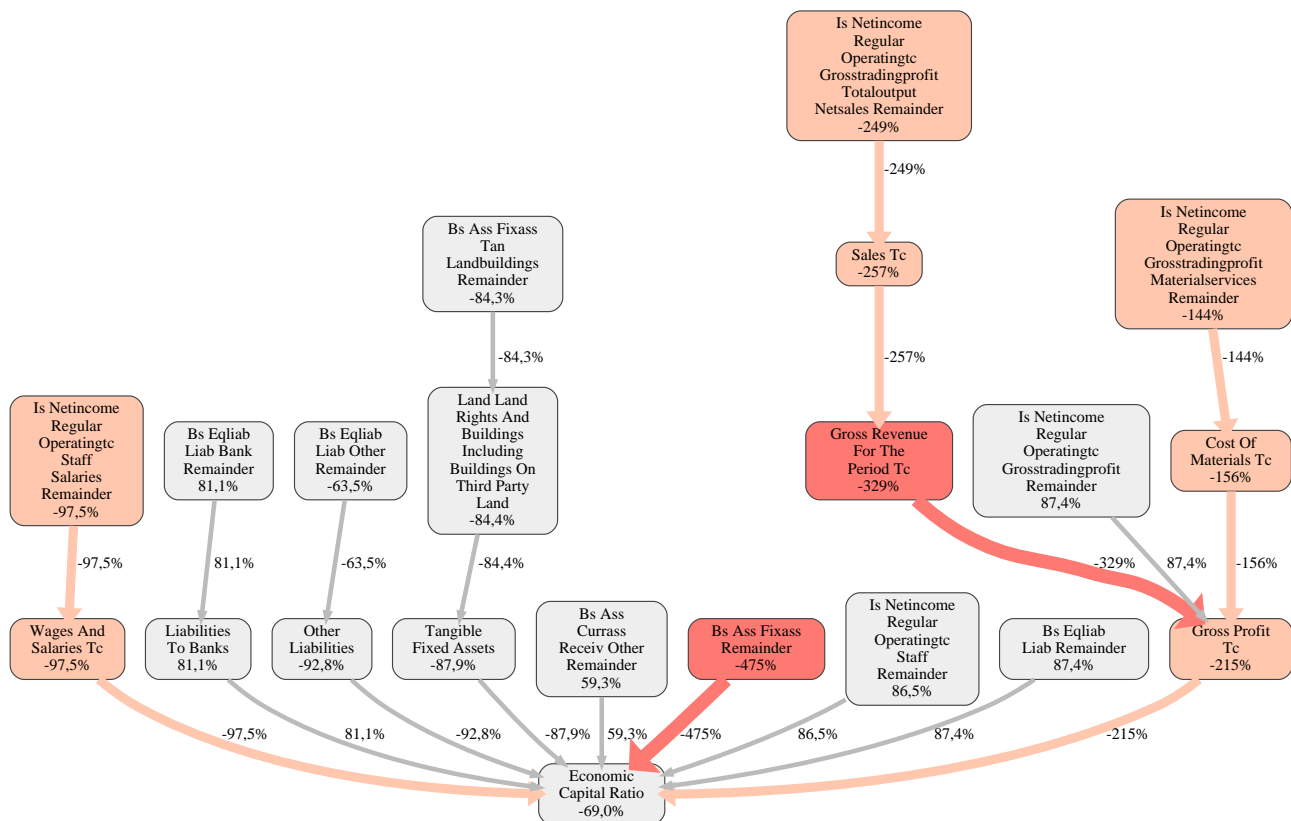 Is Netincome
Regular
Operatingtc
Grosstradingprofit
Totaloutput
Netsales Remainder
-249%
-249%
Bs Ass Fixass
Tan
Landbuildings
Remainder
-84,3%
Sales Tc
-257%
Is Netincome
Regular
Operatingtc
Grosstradingprofit
Materialservices
Remainder
-144%
-84,3%
-257%
-144%
Is Netincome
Regular
Operatingtc
Staff
Salaries
Remainder
-97,5%
Bs Eqliab
Liab Bank
Remainder
81,1%
Bs Eqliab
Liab Other
Remainder
-63,5%
Land Land
Rights And
Buildings
Including
Buildings On
Third Party
Land
-84,4%
Gross Revenue
For The
Period Tc
-329%
Is Netincome
Regular
Operatingtc
Grosstradingprofit
Remainder
87,4%
Cost Of
Materials Tc
-156%
-97,5%
81,1%
-63,5%
-84,4%
-329%
87,4%
-156%
Wages And
Salaries Tc
-97,5%
Liabilities
To Banks
81,1%
Other
Liabilities
-92,8%
Tangible
Fixed Assets
-87,9%
Bs Ass
Currass
Receiv Other
Remainder
59,3%
Bs Ass Fixass
Remainder
-475%
Is Netincome
Regular
Operatingtc
Staff
Remainder
86,5%
Bs Eqliab
Liab Remainder
87,4%
Gross Profit
Tc
-215%
-97,5%
81,1%
-92,8%
-87,9%
59,3%
-475%
86,5%
87,4%
-215%
Economic
Capital Ratio
-69,0%